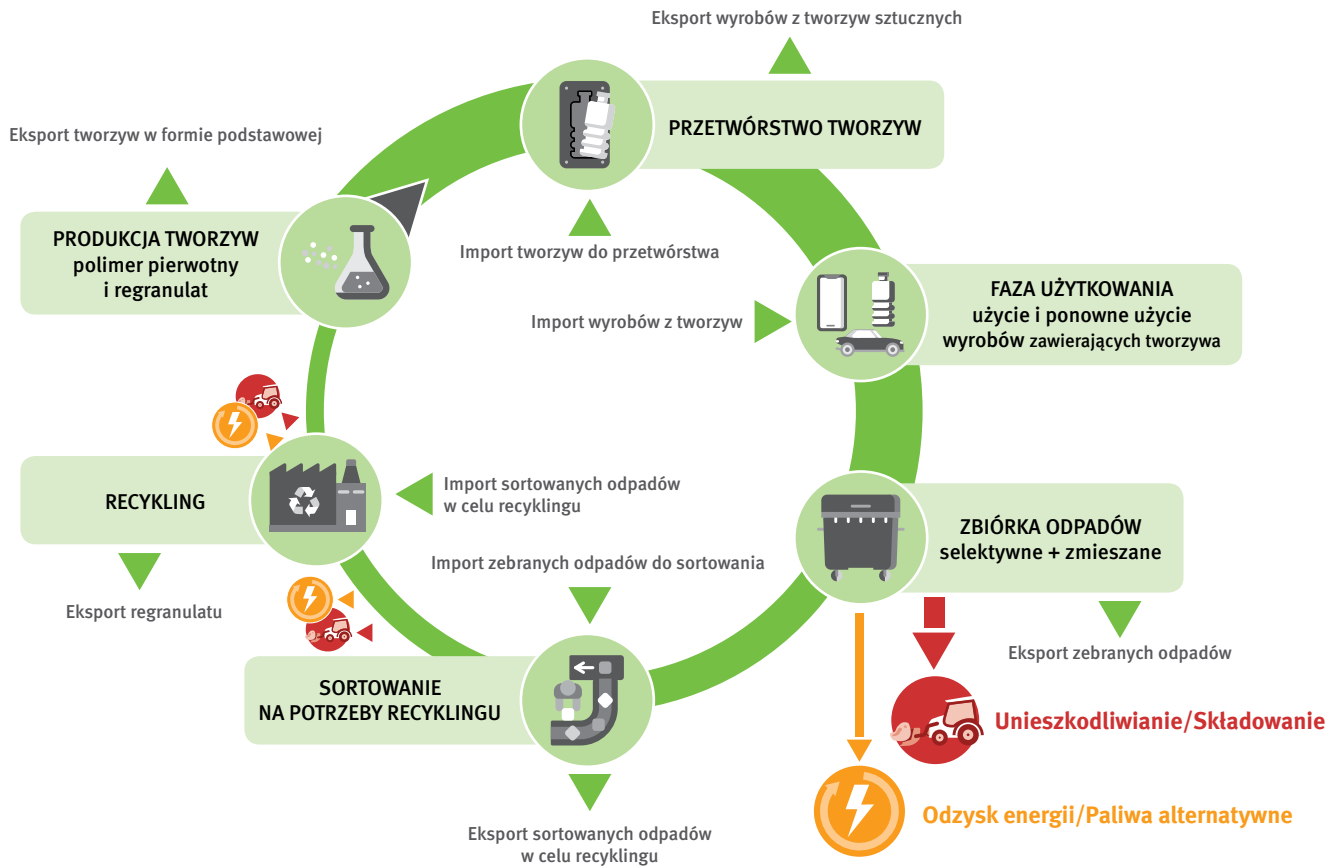 Eksport wyrobów z tworzyw sztucznych
PRZETWÓRSTWO TWORZYW
Eksport tworzyw w formie podstawowej
PRODUKCJA TWORZYW
polimer pierwotny
i regranulat
Import tworzyw do przetwórstwa
Import wyrobów z tworzyw
FAZA UŻYTKOWANIA
użycie i ponowne użycie
wyrobów zawierających tworzywa
RECYKLING
Import sortowanych odpadów
w celu recyklingu
ZBIÓRKA ODPADÓW
selektywne + zmieszane
Import zebranych odpadów do sortowania
Eksport regranulatu
Eksport zebranych odpadów
SORTOWANIE
NA POTRZEBY RECYKLINGU
Unieszkodliwianie/Składowanie
Odzysk energii/Paliwa alternatywne
Eksport sortowanych odpadów
w celu recyklingu